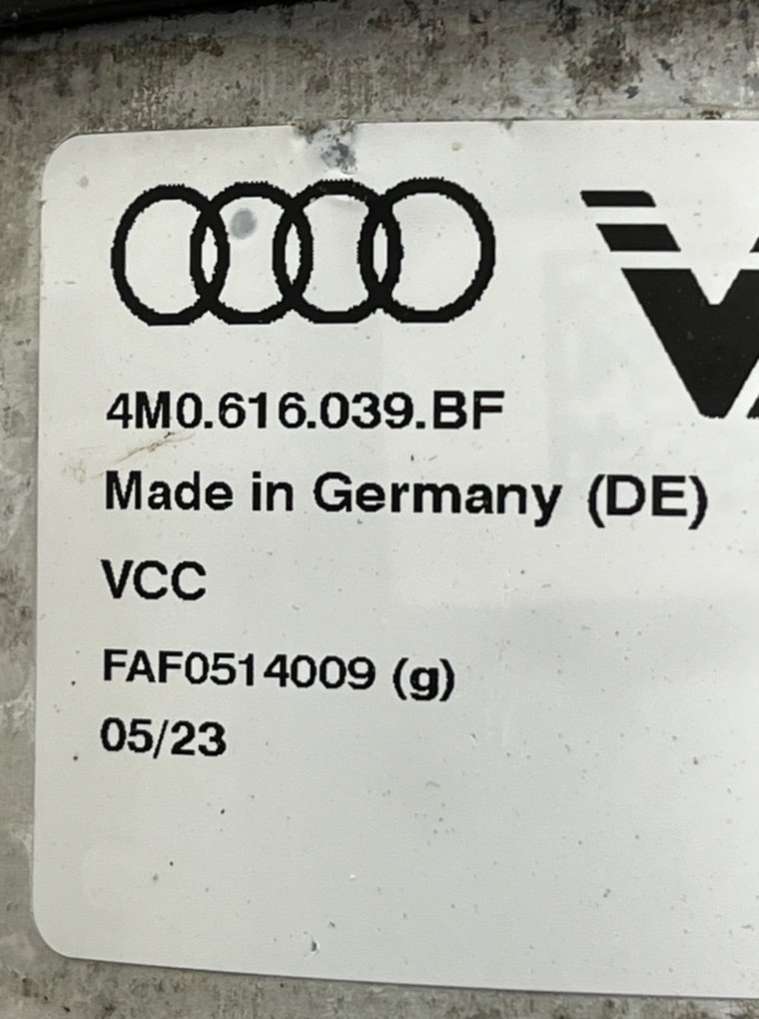 4M0.616.039.BF
Made in Germany (DE)
VCC
FAF0514009 (g)
05/23